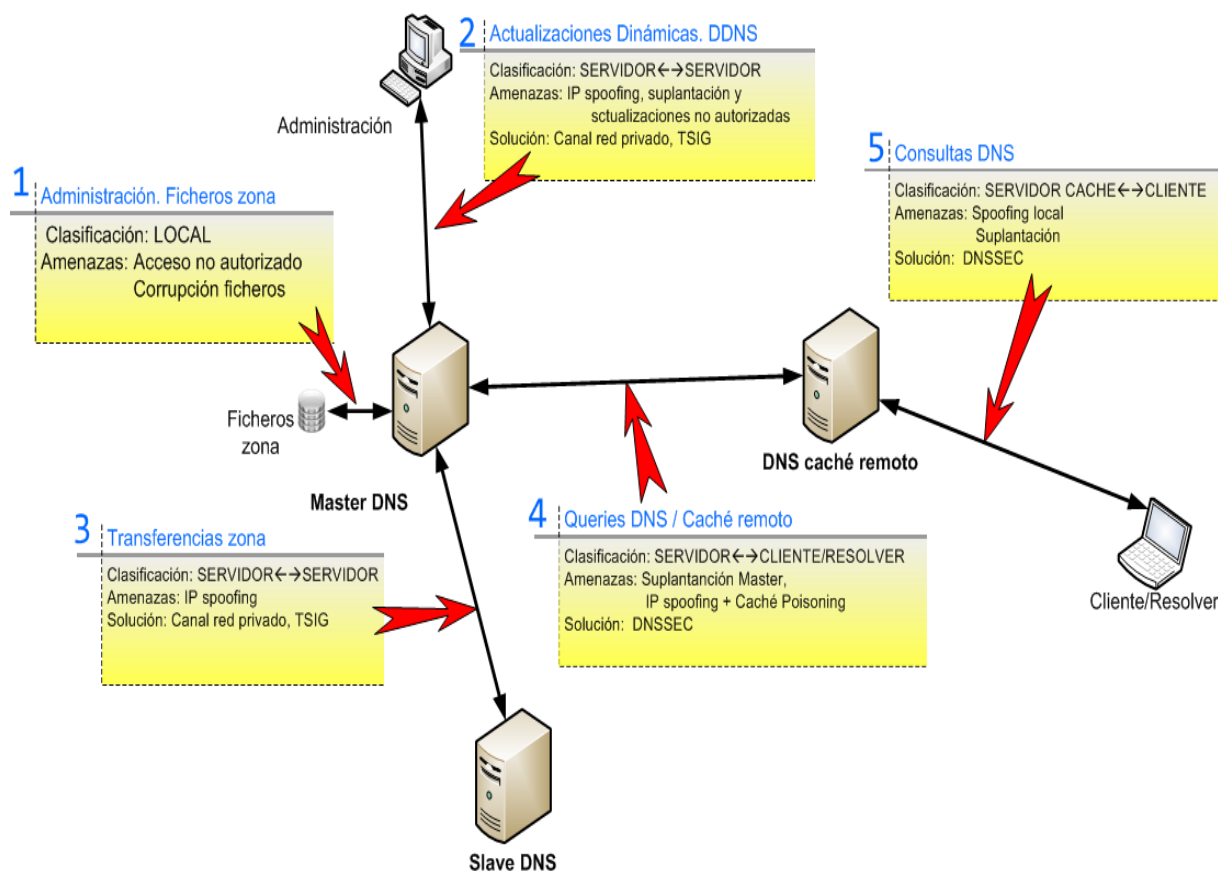 2 Actualizaciones Dinámicas. DDNS
Clasificación: SERVIDOR←→SERVIDOR
Amenazas: IP spoofing, suplantación y
actualizaciones no autorizadas
Solución: Canal red privado, TSIG
Administración
5 Consultas DNS
Clasificación: SERVIDOR CACHE←→CLIENTE
Amenazas: Spoofing local
Suplantación
Solución: DNSSEC
1 Administración. Ficheros zona
Clasificación: LOCAL
Amenazas: Acceso no autorizado
Corrupción ficheros
Ficheros
zona
Master DNS
DNS caché remoto
3 Transferencias zona
Clasificación: SERVIDOR←→SERVIDOR
Amenazas: IP spoofing
Solución: Canal red privado, TSIG
4 Queries DNS / Caché remoto
Clasificación: SERVIDOR←→CLIENTE/RESOLVER
Amenazas: Suplantanción Master,
IP spoofing + Caché Poisoning
Solución: DNSSEC
Cliente/Resolver
Slave DNS